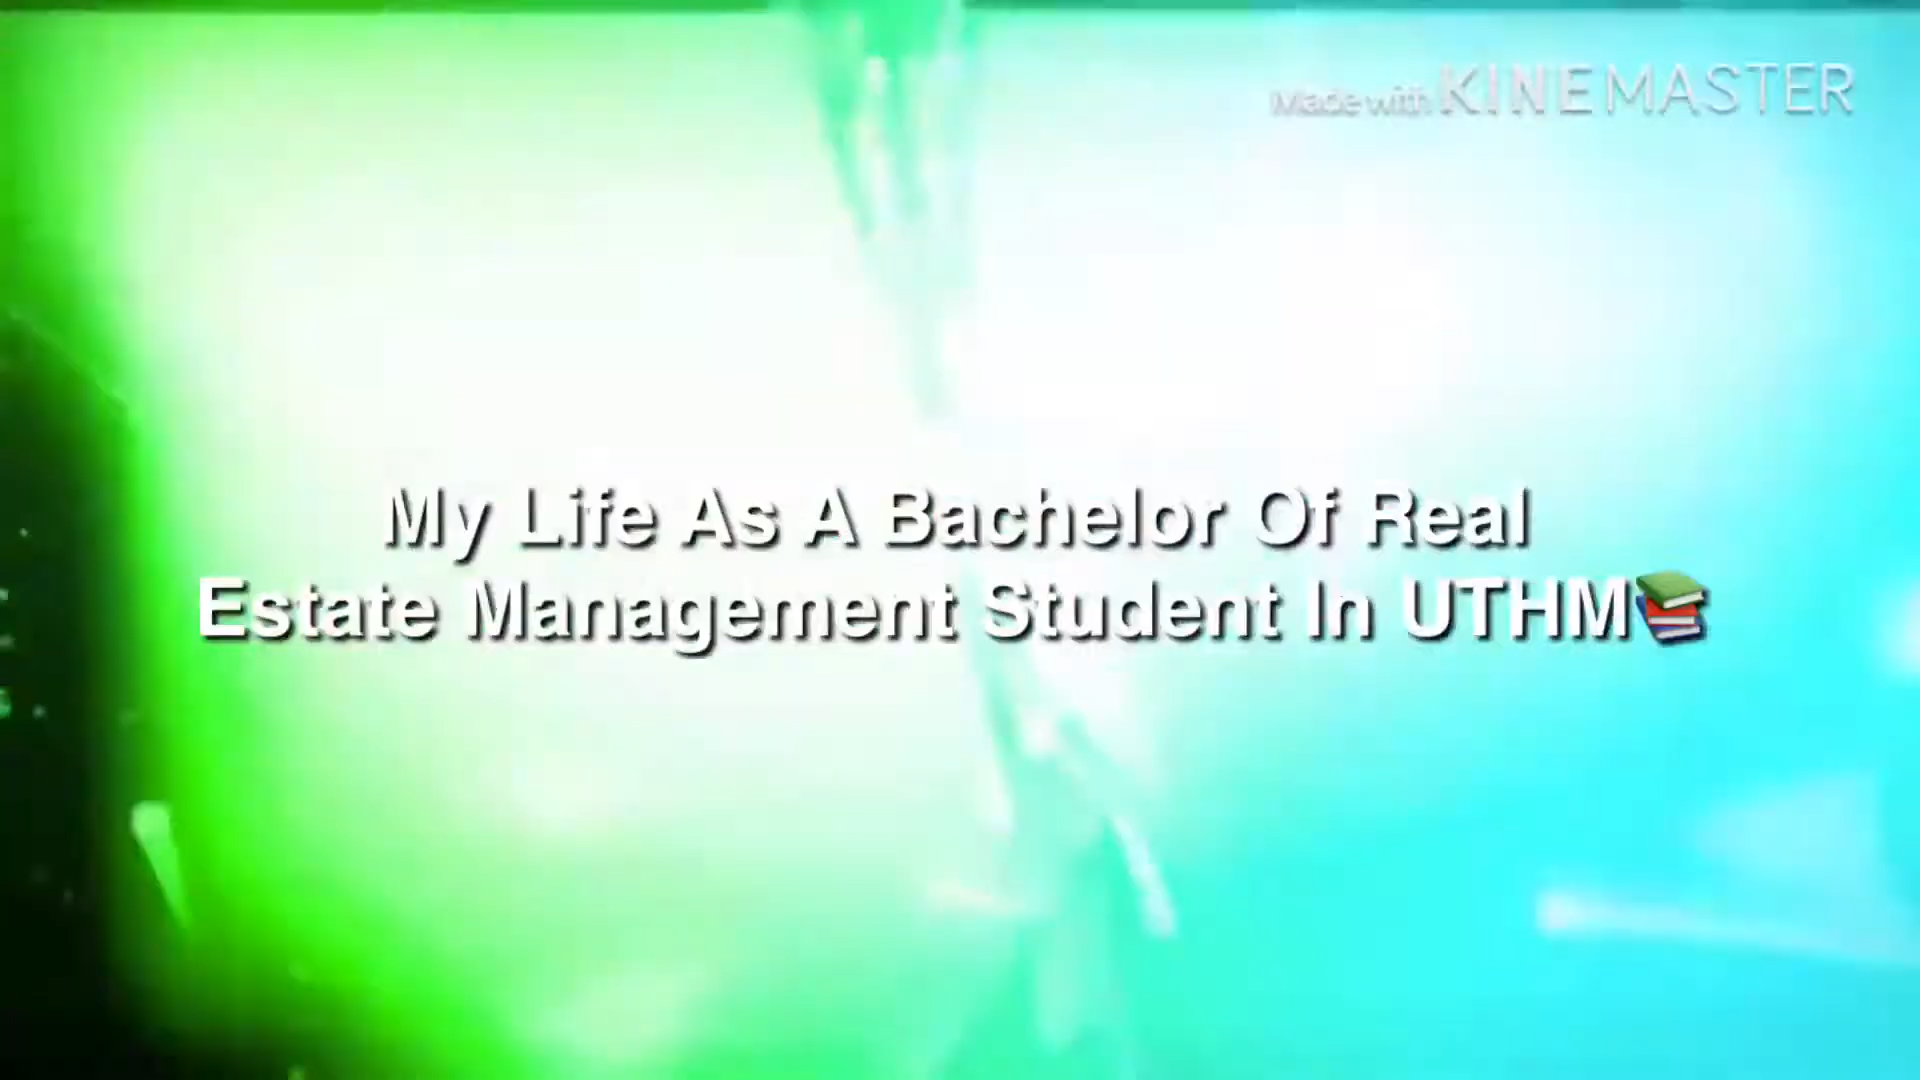 Made with KINEMASTER
My Life As A Bachelor Of Real
Estate Management Student In UTHM📚